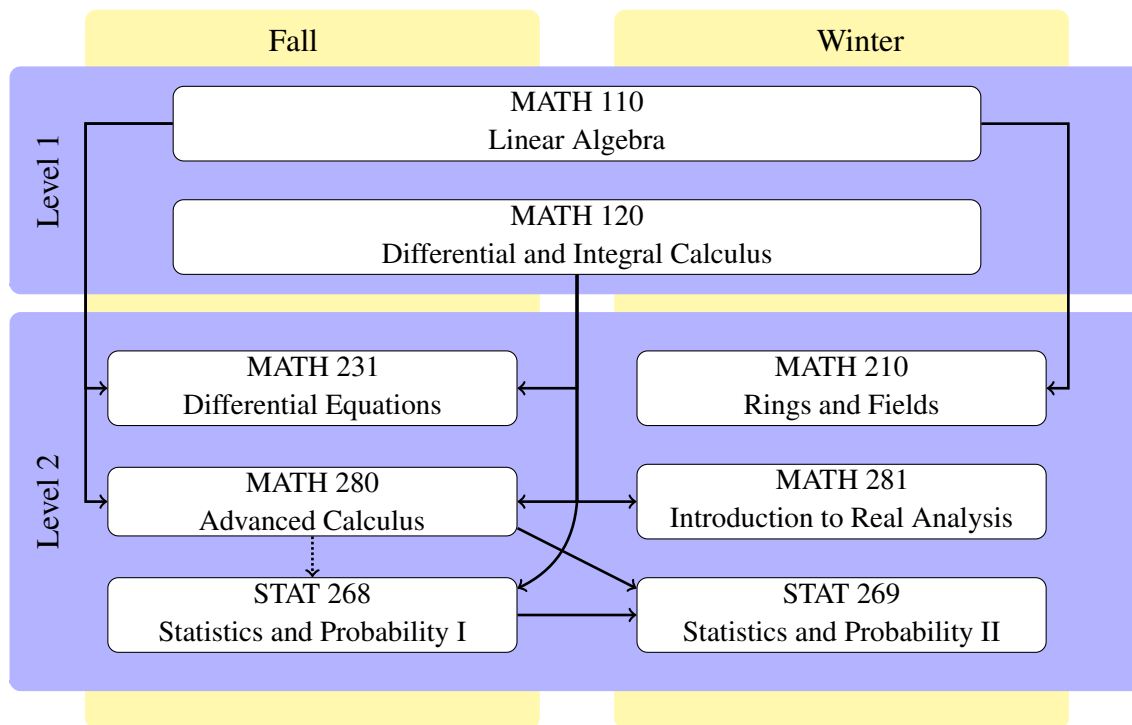 Fall
Winter
Level 1
MATH 110
Linear Algebra
MATH 120
Differential and Integral Calculus
Level 2
MATH 231
Differential Equations
MATH 210
Rings and Fields
MATH 280
Advanced Calculus
MATH 281
Introduction to Real Analysis
STAT 268
Statistics and Probability I
STAT 269
Statistics and Probability II